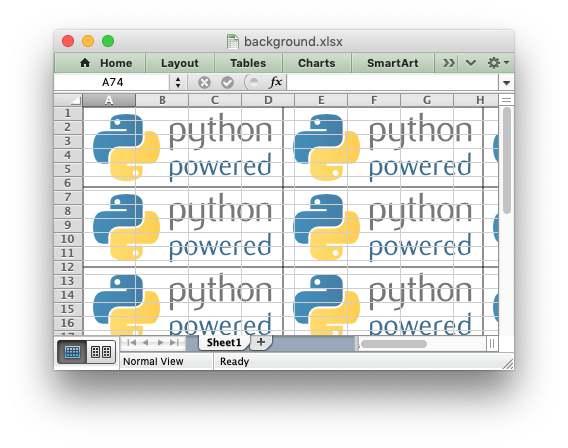 background.xlsx
Home Layout Tables Charts SmartArt
A74 fx
A B C D E F G H
1
2 python python
3
4
5 powered powered
6
7
8 python python
9
10
11 powered powered
12
13
14 python python
15
16 powered powered
17
Sheet1
Normal View Ready